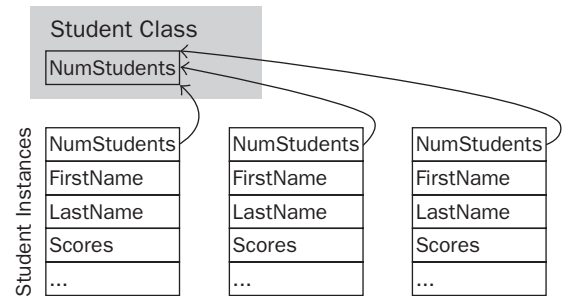 Student Class
NumStudents
Student Instances
NumStudents NumStudents NumStudents
FirstName FirstName FirstName
LastName LastName LastName
Scores Scores Scores
... ... ...